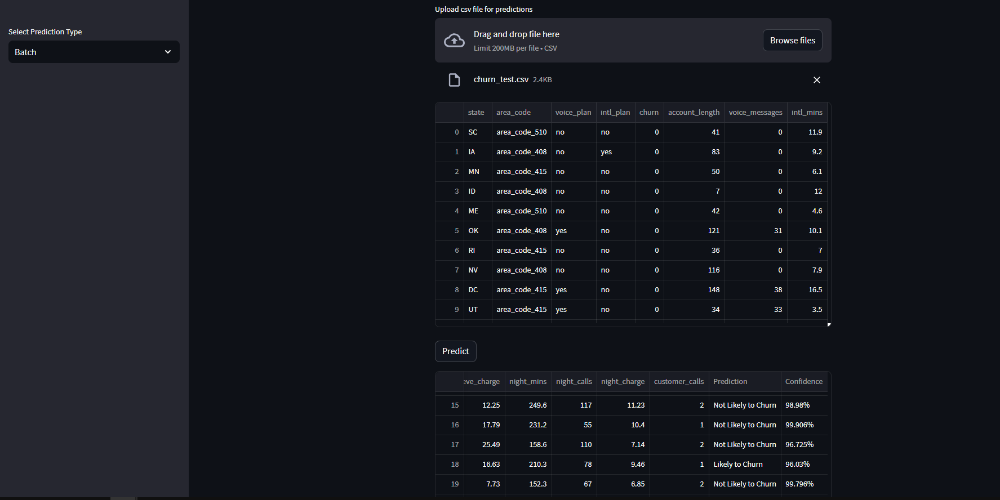 Select Prediction Type
Batch
Upload csv file for predictions
Drag and drop file here
Limit 200MB per file • CSV
Browse files
churn_test.csv 2.4KB
state area_code voice_plan intl_plan churn account_length voice_messages intl_mins
0 SC area_code_510 no no 0 41 0 11.9
1 IA area_code_408 no yes 0 83 0 9.2
2 MN area_code_415 no no 0 50 0 6.1
3 ID area_code_408 no no 0 7 0 12
4 ME area_code_510 no no 0 42 0 4.6
5 OK area_code_408 yes no 0 121 31 10.1
6 RI area_code_415 no no 0 36 0 7
7 NV area_code_408 no no 0 116 0 7.9
8 DC area_code_415 yes no 0 148 38 16.5
9 UT area_code_415 yes no 0 34 33 3.5
Predict
eve_charge night_mins night_calls night_charge customer_calls Prediction Confidence
15 12.25 249.6 117 11.23 2 Not Likely to Churn 98.98%
16 17.79 231.2 55 10.4 1 Not Likely to Churn 99.906%
17 25.49 158.6 110 7.14 2 Not Likely to Churn 96.725%
18 16.63 210.3 78 9.46 1 Likely to Churn 96.03%
19 7.73 152.3 67 6.85 2 Not Likely to Churn 99.796%